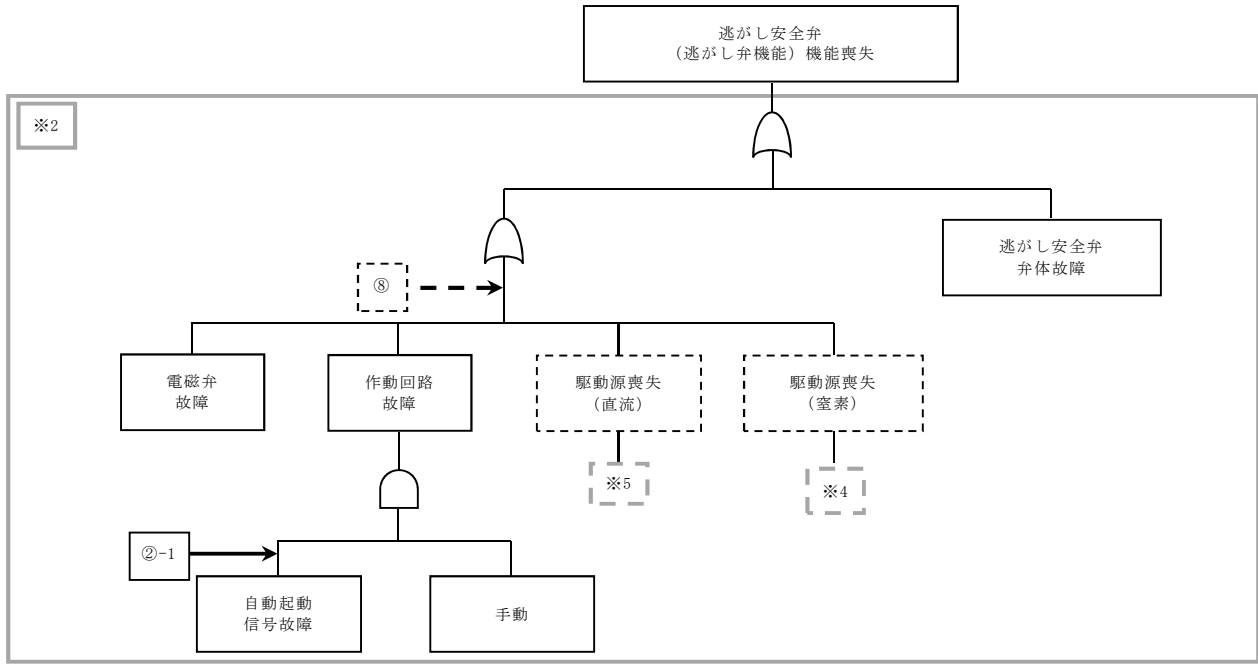 逃がし安全弁
(逃がし弁機能)機能喪失
※2
逃がし安全弁
弁体故障
⑧
電磁弁
故障
作動回路
故障
駆動源喪失
(直流)
駆動源喪失
(窒素)
※5
※4
②-1
自動起動
信号故障
手動